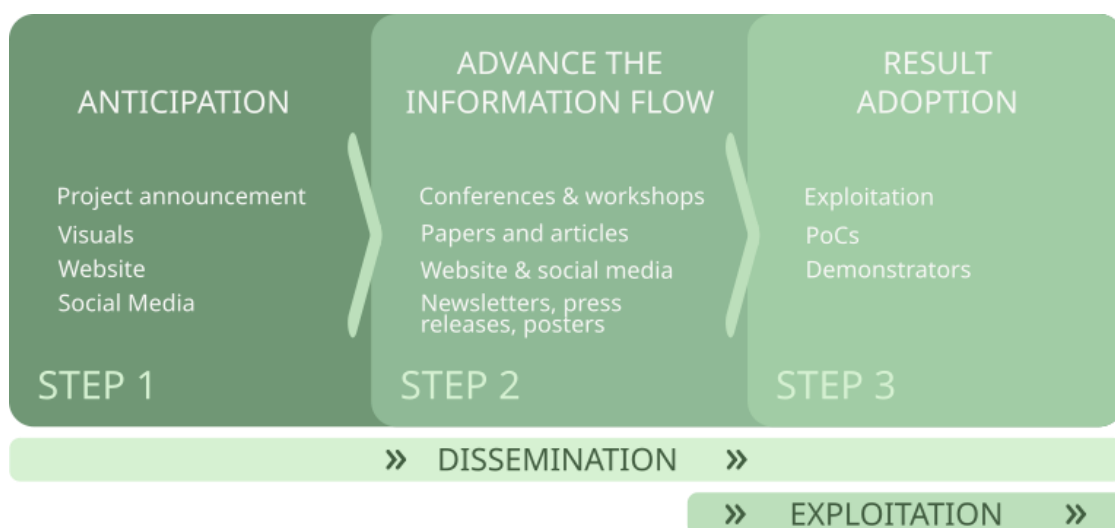 ANTICIPATION
Project announcement
Visuals
Website
Social Media
STEP 1
ADVANCE THE
INFORMATION FLOW
Conferences & workshops
Papers and articles
Website & social media
Newsletters, press
releases, posters
STEP 2
RESULT
ADOPTION
Exploitation
PoCs
Demonstrators
STEP 3
» DISSEMINATION »
» EXPLOITATION »